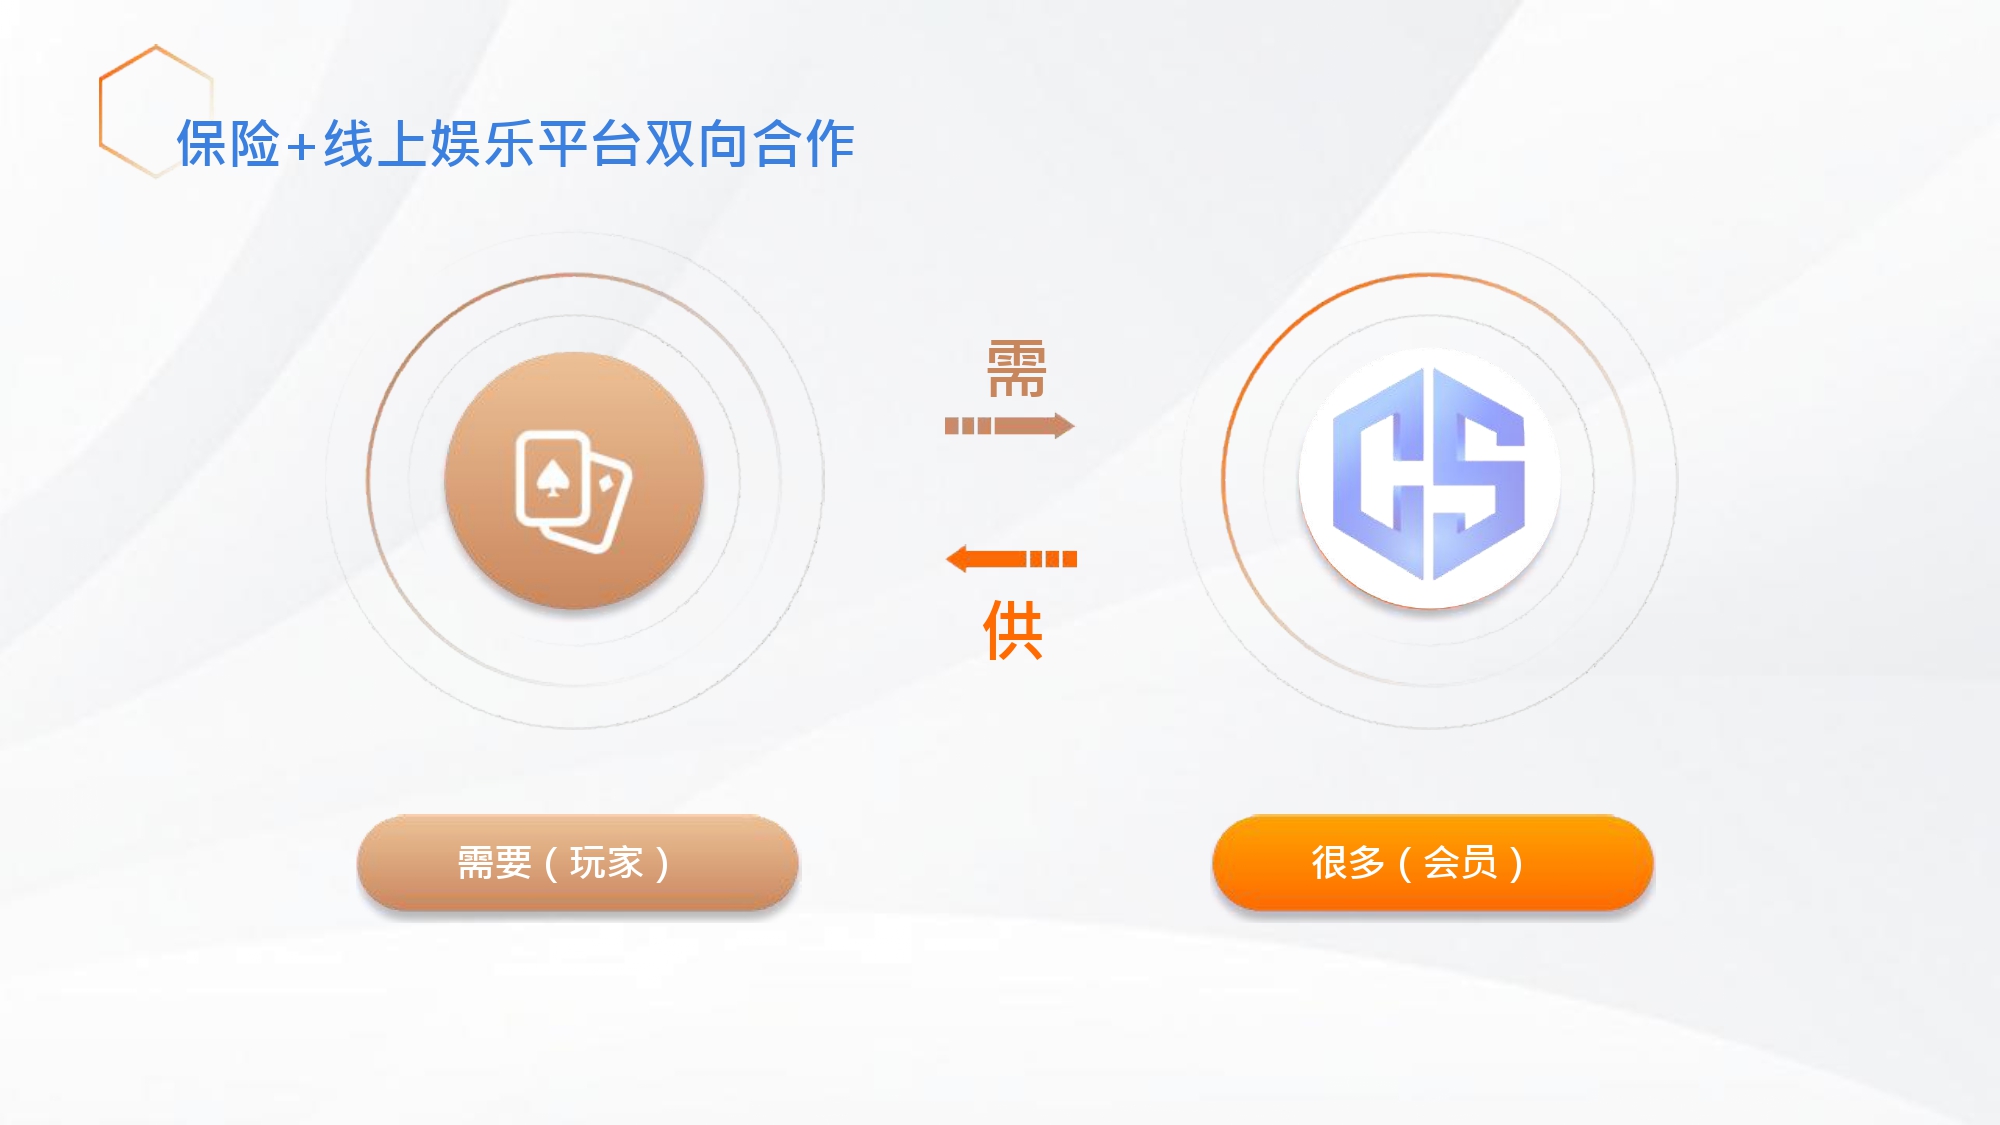 保险+线上娱乐平台双向合作
需
供
CS
需要（玩家）
很多（会员）